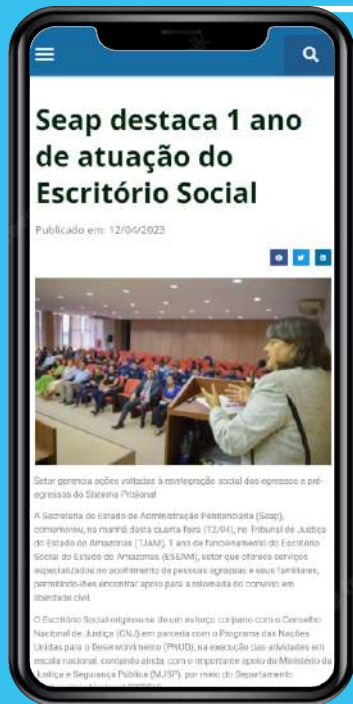 Seap destaca 1 ano
de atuação do
Escritório Social
Publicado em: 12/04/2023
Setor gerencia ações voltadas à reintegração social dos egressos e pré-
egressos do Sistema Prisional
A Secretaria de Estado de Administração Penitenciária (Seap),
comemorou, na manhã desta quarta-feira (12/04), no Tribunal de Justiça
do Estado do Amazonas (TJAM), 1 ano de funcionamento do Escritório
Social do Estado do Amazonas (ESEAM), setor que oferece serviços
especializados no acolhimento de pessoas egressas e seus familiares,
permitindo-lhes encontrar apoio para a retomada do convívio em
liberdade civil.
O Escritório Social originou-se de um esforço conjunto com o Conselho
Nacional de Justiça (CNJ) em parceria com o Programa das Nações
Unidas para o Desenvolvimento (PNUD), na execução das atividades em
escala nacional, contando ainda, com o importante apoio do Ministério da
Justiça e Segurança Pública (MJSP), por meio do Departamento